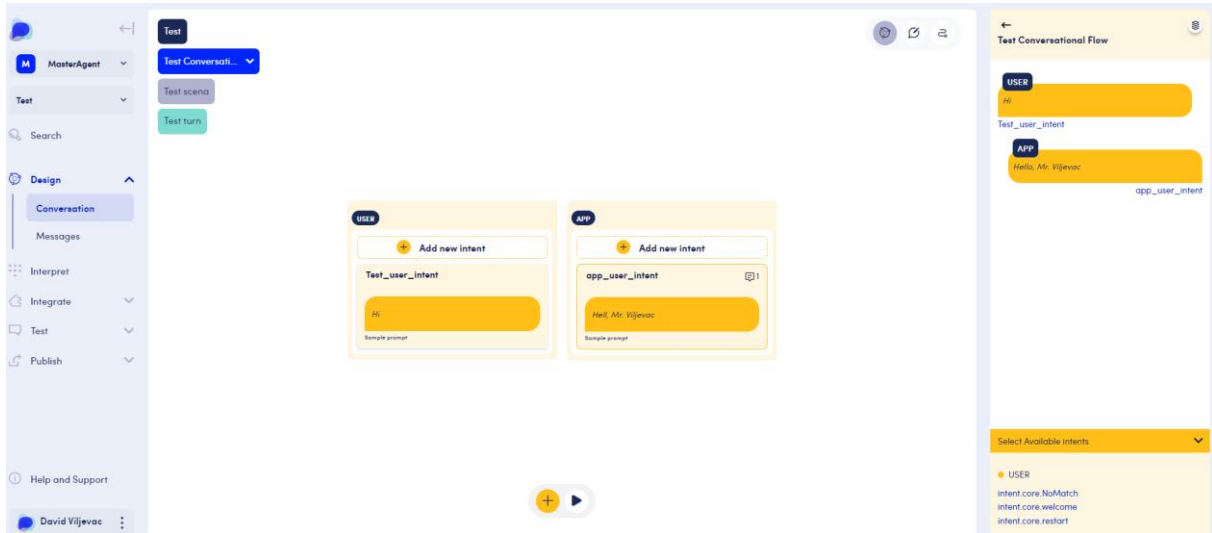 M MasterAgent
Test
Search
Design
Conversation
Messages
Interpret
Integrate
Test
Publish
Help and Support
David Viljevac
Test
Test Conversati...
Test scena
Test turn
USER
Add new intent
Test_user_intent
Hi
Sample prompt
APP
Add new intent
app_user_intent
1
Hell, Mr. Viljevac
Sample prompt
Test Conversational Flow
USER
Hi
Test_user_intent
APP
Hello, Mr. Viljevac
app_user_intent
Select Available intents
USER
intent.core.NoMatch
intent.core.welcome
intent.core.restart